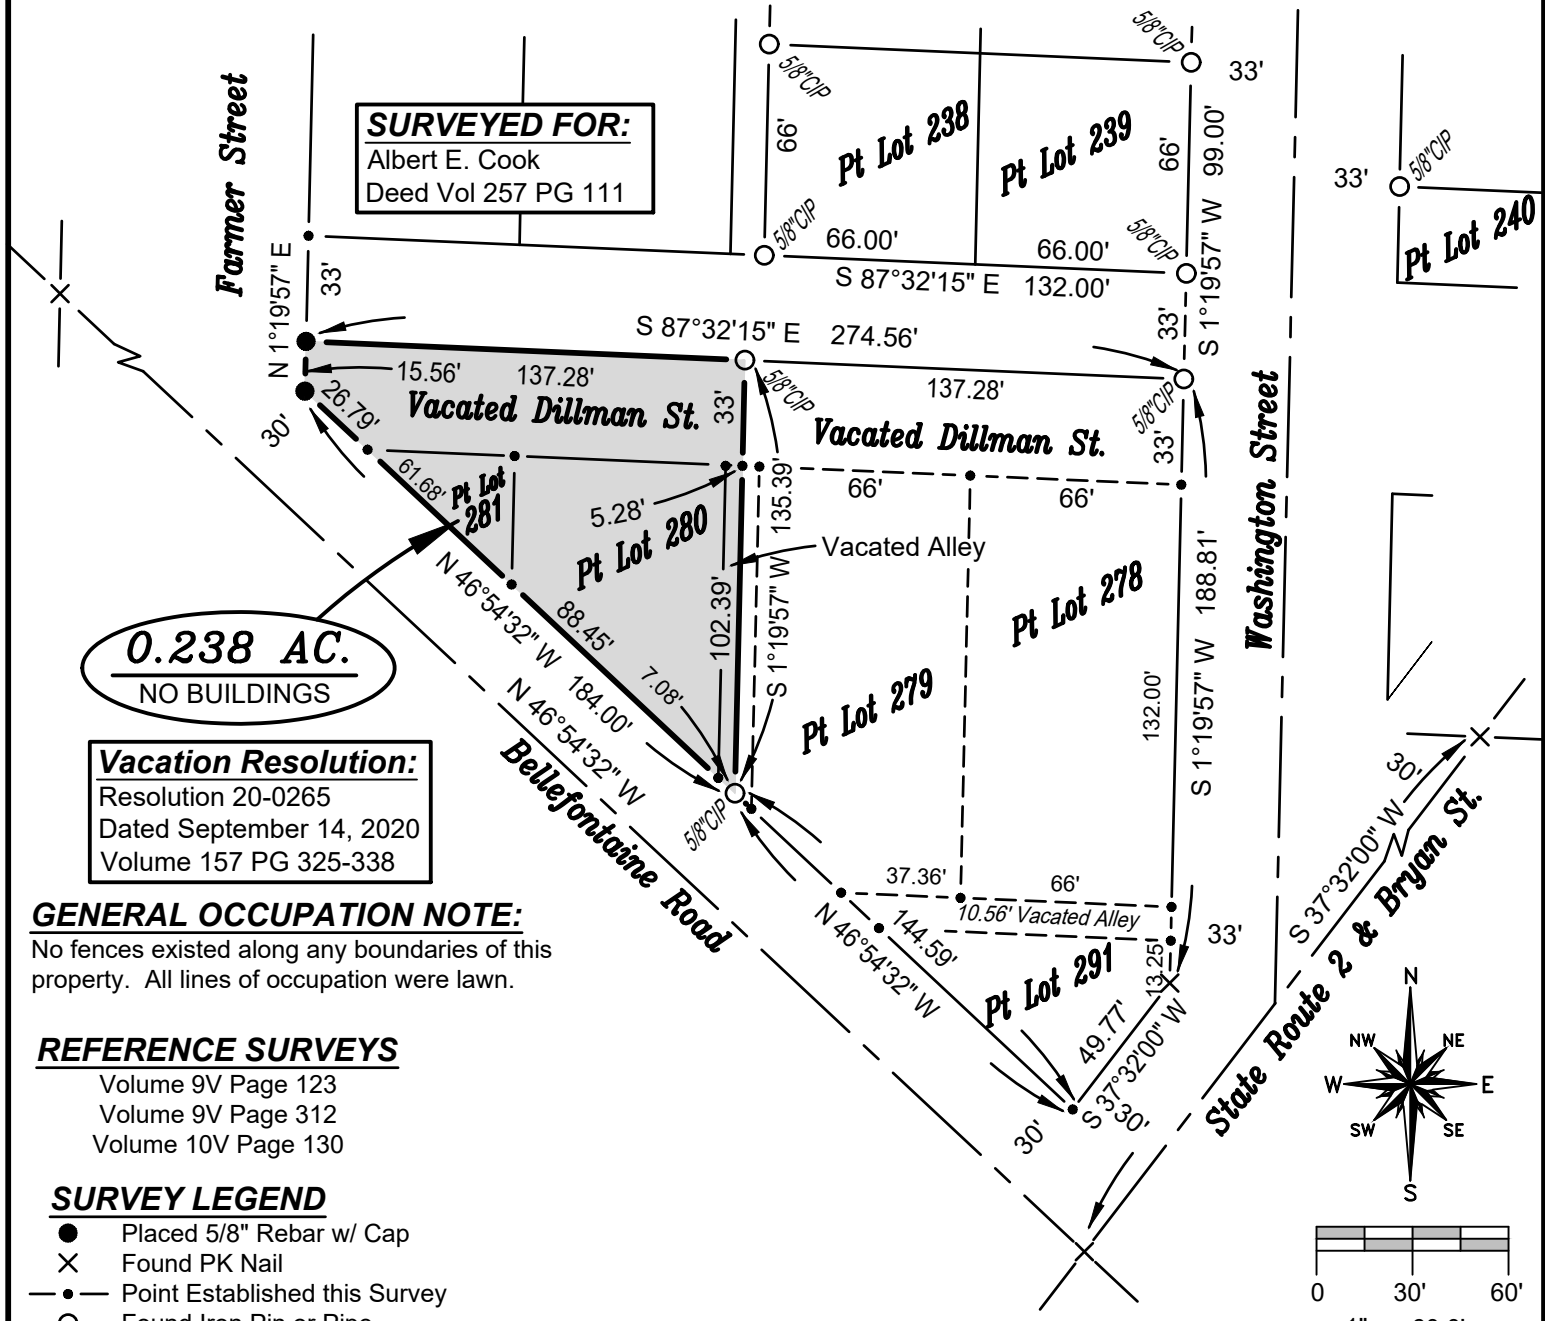 5/8"CIP
33'
5/8"CIP
Farmer Street
SURVEYED FOR:
Albert E. Cook
Deed Vol 257 PG 111
66'
Pt Lot 238
Pt Lot 239
66'
S 1°19'57" W 99.00'
33'
5/8"CIP
Pt Lot 240
5/8"CIP
66.00'
66.00'
5/8"CIP
S 87°32'15" E 132.00'
N 1°19'57" E
33'
33'
S 87°32'15" E 274.56'
15.56'
137.28'
5/8"CIP
137.28'
5/8"CIP
Washington Street
26.79'
30'
Vacated Dillman St.
33'
Vacated Dillman St.
33'
61.68'
Pt Lot
281
5.28'
135.39'
66'
66'
Pt Lot 280
Vacated Alley
N 46°54'32" W 184.00'
88.45'
102.39'
S 1°19'57" W
Pt Lot 278
S 1°19'57" W 188.81'
0.238 AC.
NO BUILDINGS
7.08'
Pt Lot 279
132.00'
N 46°54'32" W
Bellefontaine Road
5/8"CIP
30'
S 37°32'00" W
State Route 2 & Bryan St.
Vacation Resolution:
Resolution 20-0265
Dated September 14, 2020
Volume 157 PG 325-338
37.36'
66'
10.56' Vacated Alley
33'
GENERAL OCCUPATION NOTE:
No fences existed along any boundaries of this
property. All lines of occupation were lawn.
144.59'
N 46°54'32" W
Pt Lot 291
13.25'
49.77'
S 37°32'00" W
30'
30'
REFERENCE SURVEYS
Volume 9V Page 123
Volume 9V Page 312
Volume 10V Page 130
N
NW
NE
W
E
SW
SE
S
SURVEY LEGEND
Placed 5/8" Rebar w/ Cap
Found PK Nail
Point Established this Survey
0 30' 60'